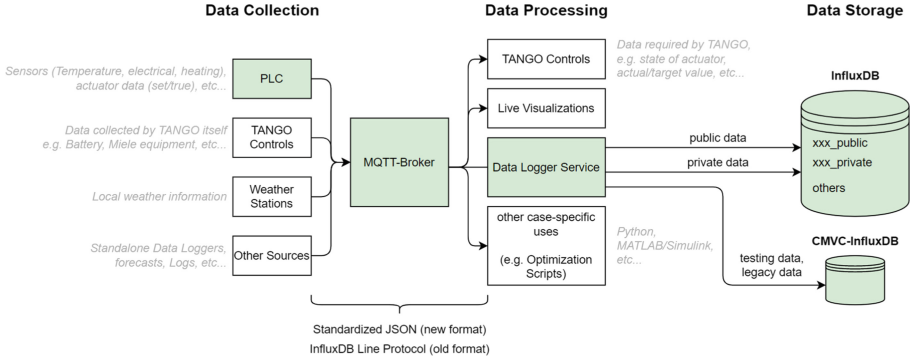 Data Collection
Data Processing
Data Storage
Sensors (Temperature, electrical, heating),
actuator data (set/true), etc...
PLC
Data collected by TANGO itself
e.g. Battery, Miele equipment, etc...
TANGO
Controls
Local weather information
Weather
Stations
Standalone Data Loggers,
forecasts, Logs, etc...
Other Sources
MQTT-Broker
TANGO Controls
Data required by TANGO,
e.g. state of actuator,
actual/target value, etc...
Live Visualizations
Data Logger Service
other case-specific
uses
(e.g. Optimization
Scripts)
Python,
MATLAB/Simulink,
etc...
public data
private data
testing data,
legacy data
InfluxDB
xxx_public
xxx_private
others
CMVC-InfluxDB
Standardized JSON (new format)
InfluxDB Line Protocol (old format)